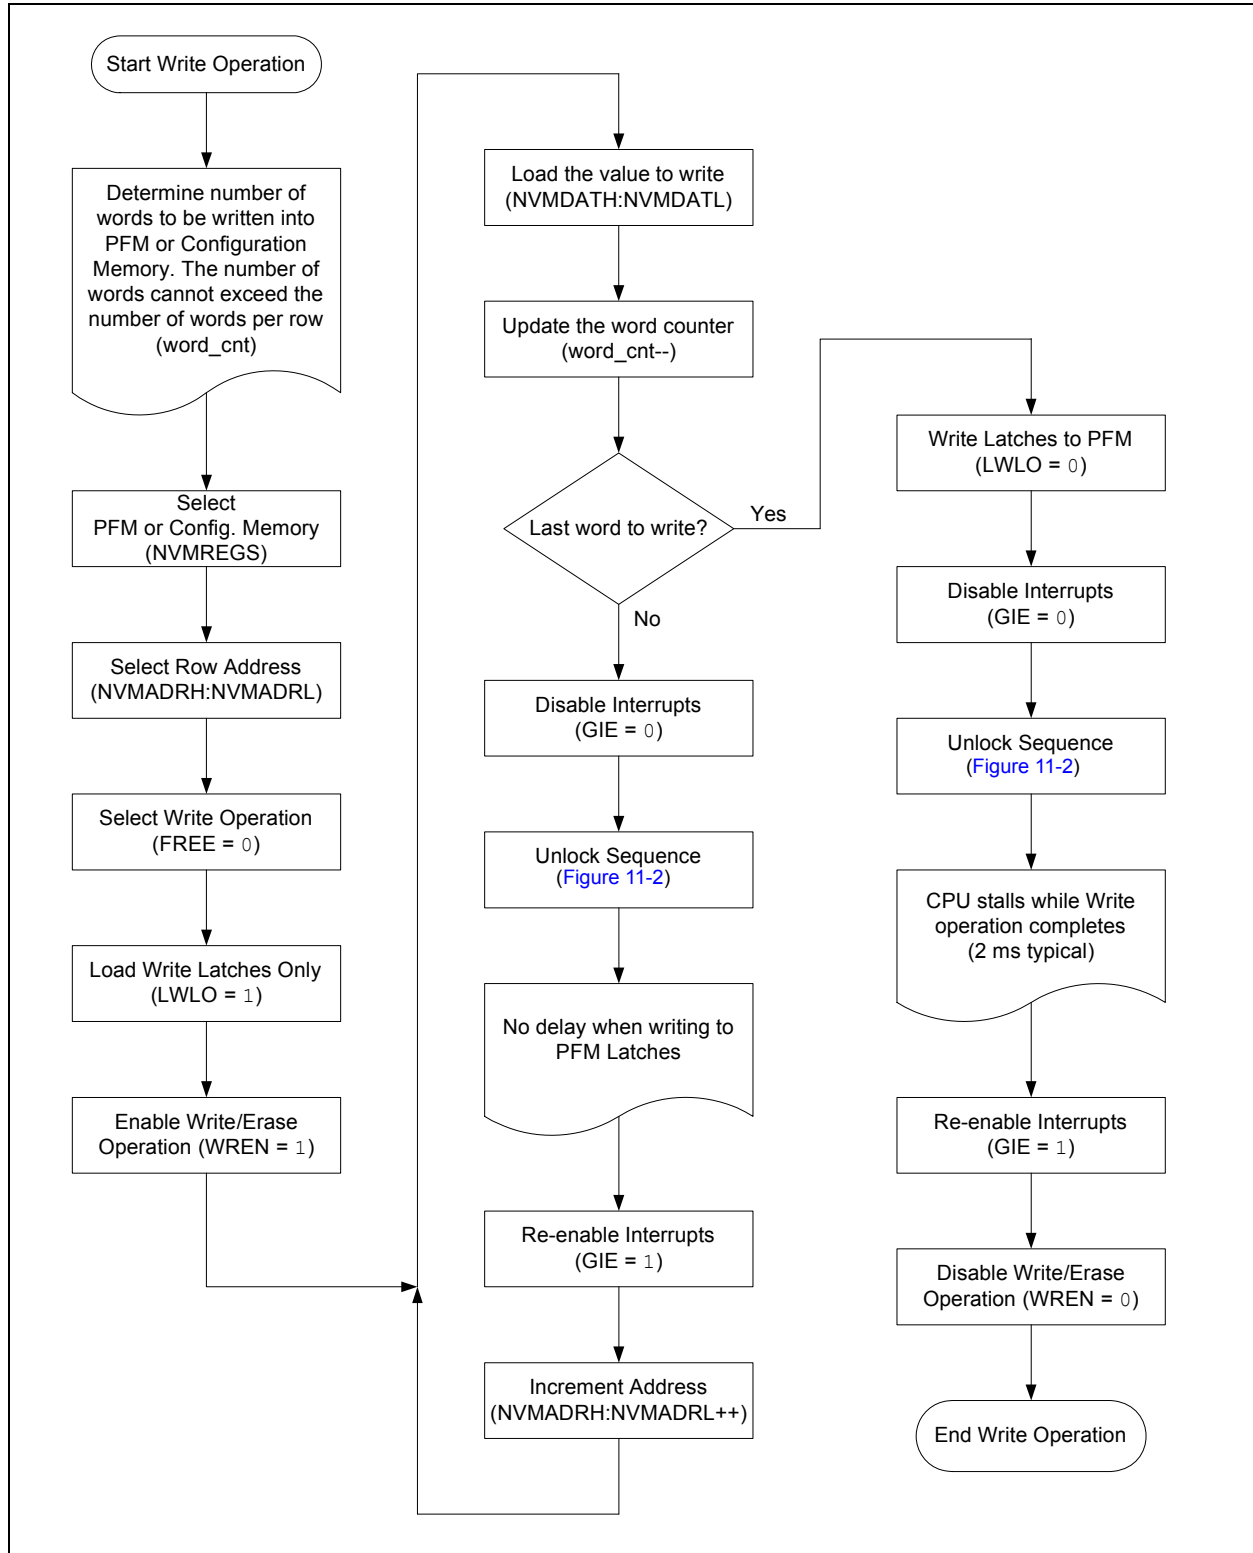 Start Write Operation
Determine number of
words to be written into
PFM or Configuration
Memory. The number of
words cannot exceed the
number of words per row
(word_cnt)
Select
PFM or Config. Memory
(NVMREGS)
Select Row Address
(NVMADRH:NVMADRL)
Select Write Operation
(FREE = 0)
Load Write Latches Only
(LWLO = 1)
Enable Write/Erase
Operation (WREN = 1)
Load the value to write
(NVMDATH:NVMDATL)
Update the word counter
(word_cnt--)
Last word to write?
Yes
No
Disable Interrupts
(GIE = 0)
Unlock Sequence
(Figure 11-2)
No delay when writing to
PFM Latches
Re-enable Interrupts
(GIE = 1)
Increment Address
(NVMADRH:NVMADRL++)
Write Latches to PFM
(LWLO = 0)
Disable Interrupts
(GIE = 0)
Unlock Sequence
(Figure 11-2)
CPU stalls while Write
operation completes
(2 ms typical)
Re-enable Interrupts
(GIE = 1)
Disable Write/Erase
Operation (WREN = 0)
End Write Operation